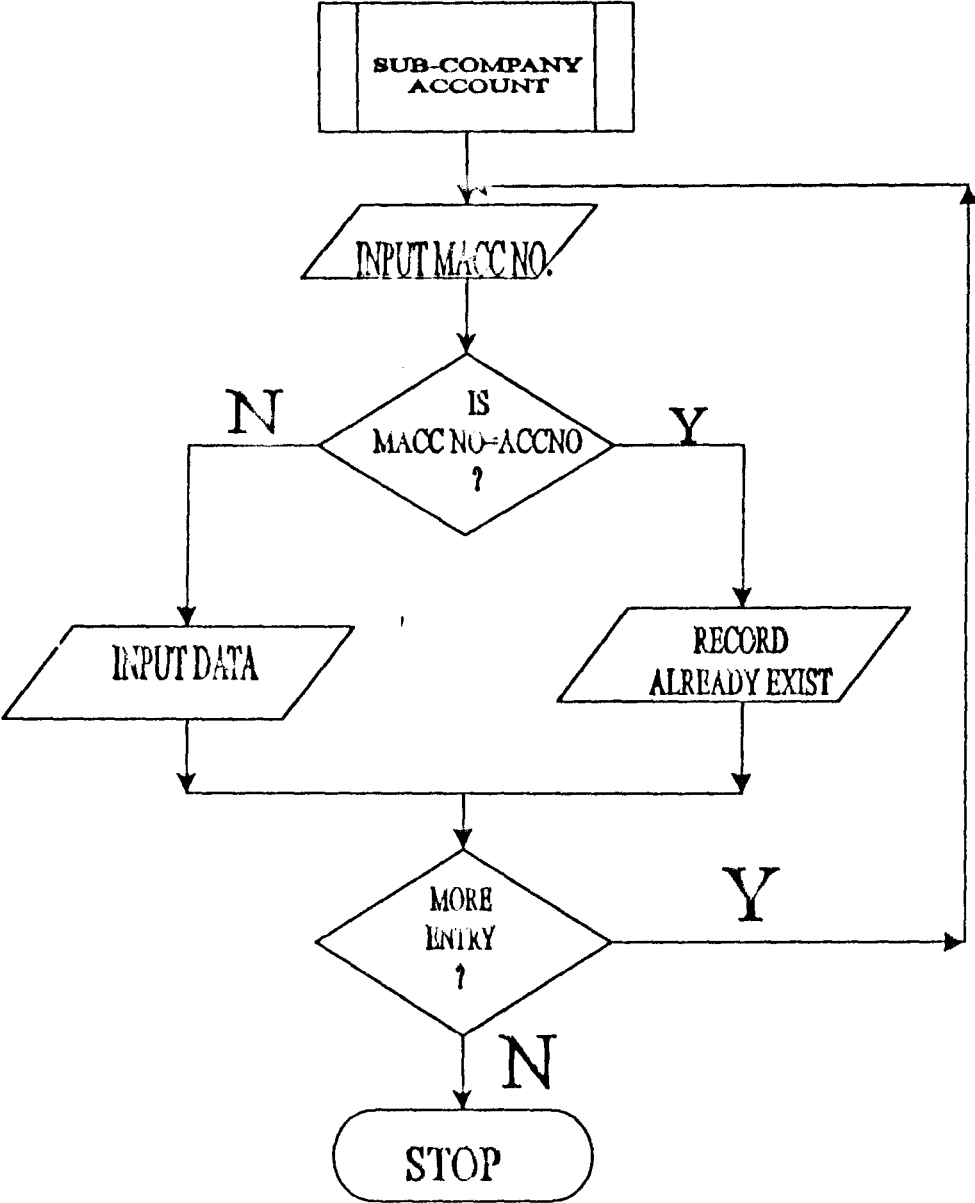 SUB-COMPANY
ACCOUNT
INPUT MACC NO.
IS
MACC NO=ACCNO
?
N
Y
INPUT DATA
RECORD
ALREADY EXIST
MORE
ENTRY
?
Y
N
STOP